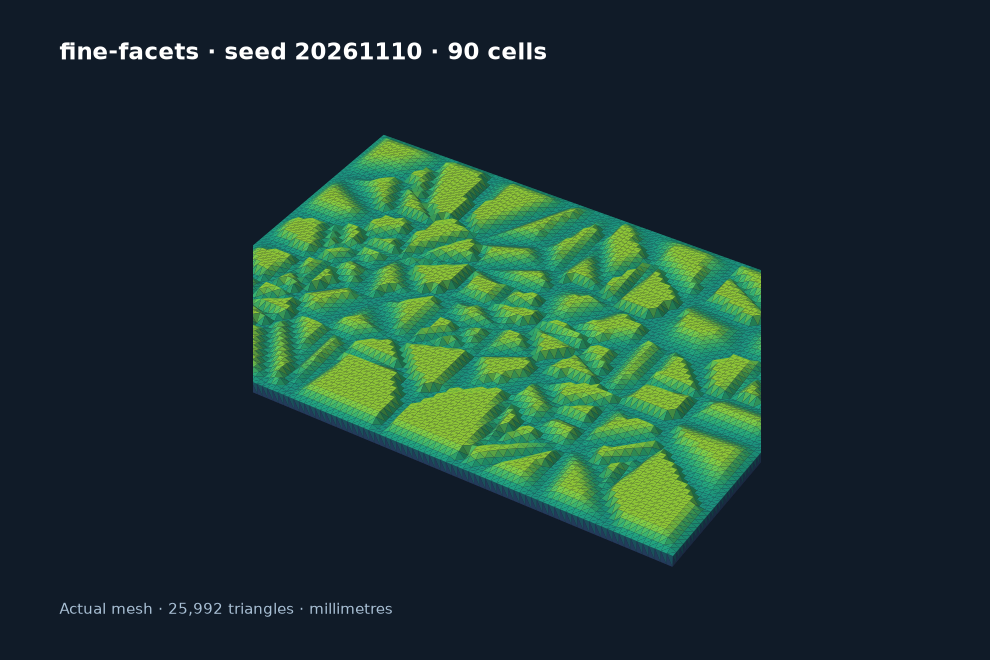 fine-facets · seed 20261110 · 90 cells
Actual mesh · 25,992 triangles · millimetres